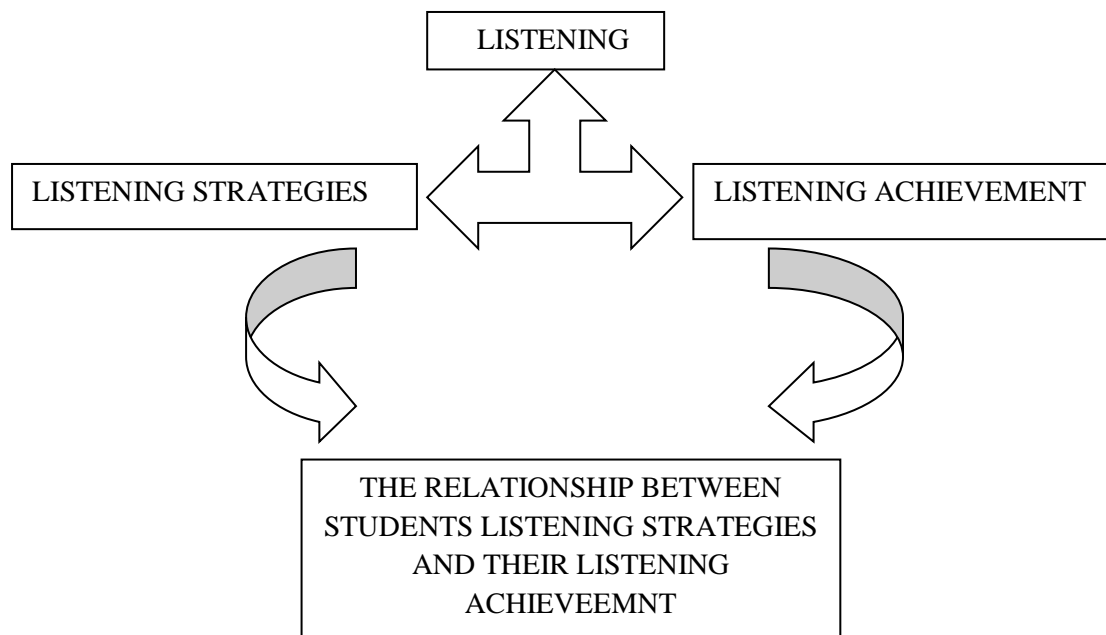 LISTENING
LISTENING STRATEGIES
LISTENING ACHIEVEMENT
THE RELATIONSHIP BETWEEN
STUDENTS LISTENING STRATEGIES
AND THEIR LISTENING
ACHIEVEEMNT